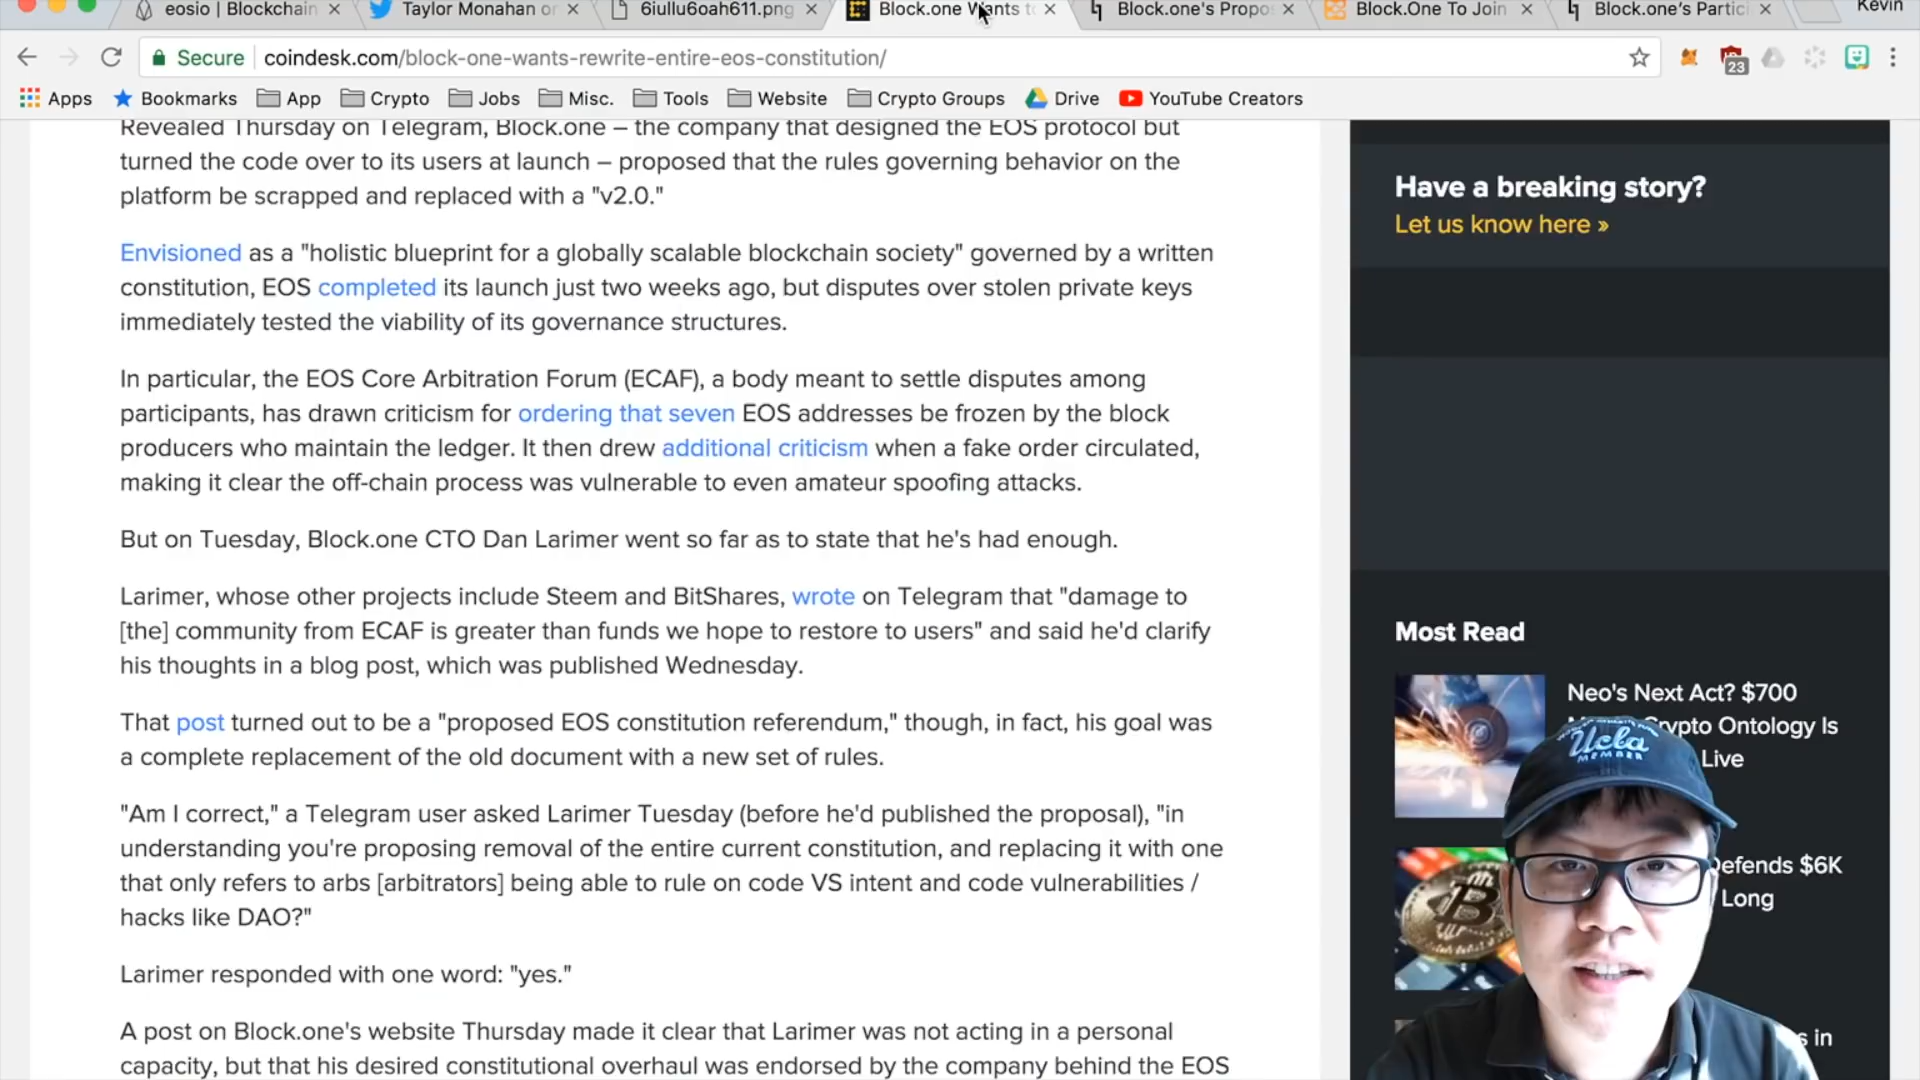 eosio | Blockchain
Taylor Monahan or
6iullu6oah611.png
Block.one Wants t
Block.one's Propo
Block.One To Join
Block.one's Partici
Kevin
Secure
coindesk.com/block-one-wants-rewrite-entire-eos-constitution/
23
Apps
Bookmarks
App
Crypto
Jobs
Misc.
Tools
Website
Crypto Groups
Drive
YouTube Creators
Revealed Thursday on Telegram, Block.one – the company that designed the EOS protocol but
turned the code over to its users at launch – proposed that the rules governing behavior on the
platform be scrapped and replaced with a "v2.0."
Envisioned as a "holistic blueprint for a globally scalable blockchain society" governed by a written
constitution, EOS completed its launch just two weeks ago, but disputes over stolen private keys
immediately tested the viability of its governance structures.
In particular, the EOS Core Arbitration Forum (ECAF), a body meant to settle disputes among
participants, has drawn criticism for ordering that seven EOS addresses be frozen by the block
producers who maintain the ledger. It then drew additional criticism when a fake order circulated,
making it clear the off-chain process was vulnerable to even amateur spoofing attacks.
But on Tuesday, Block.one CTO Dan Larimer went so far as to state that he's had enough.
Larimer, whose other projects include Steem and BitShares, wrote on Telegram that "damage to
[the] community from ECAF is greater than funds we hope to restore to users" and said he'd clarify
his thoughts in a blog post, which was published Wednesday.
That post turned out to be a "proposed EOS constitution referendum," though, in fact, his goal was
a complete replacement of the old document with a new set of rules.
"Am I correct," a Telegram user asked Larimer Tuesday (before he'd published the proposal), "in
understanding you're proposing removal of the entire current constitution, and replacing it with one
that only refers to arbs [arbitrators] being able to rule on code VS intent and code vulnerabilities /
hacks like DAO?"
Larimer responded with one word: "yes."
A post on Block.one's website Thursday made it clear that Larimer was not acting in a personal
capacity, but that his desired constitutional overhaul was endorsed by the company behind the EOS
Have a breaking story?
Let us know here »
Most Read
Neo's Next Act? $700
Crypto Ontology Is
Live
Defends $6K
Long
s in
Ucla
MEMBER